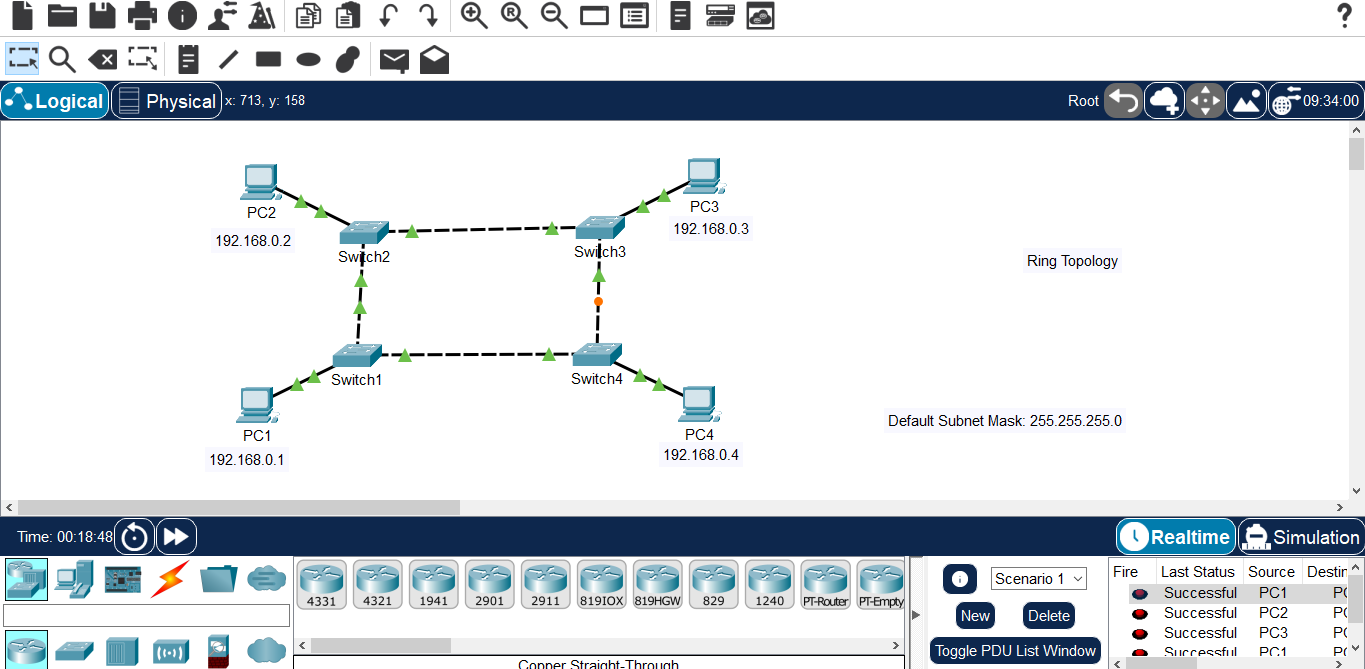 Logical
Physical
x: 713, y: 158
Root
09:34:00
PC2
192.168.0.2
PC3
192.168.0.3
Switch2
Switch3
Ring Topology
Switch1
Switch4
PC1
192.168.0.1
PC4
192.168.0.4
Default Subnet Mask: 255.255.255.0
Time: 00:18:48
Realtime
Simulation
4331
4321
1941
2901
2911
819IOX
819HGW
829
1240
PT-Router
PT-Empty
Copper Straight-Through
Scenario 1
New
Delete
Toggle PDU List Window
Fire Last Status Source Destin
Successful PC1 PC
Successful PC2 PC
Successful PC3 PC
Successful PC1 PC